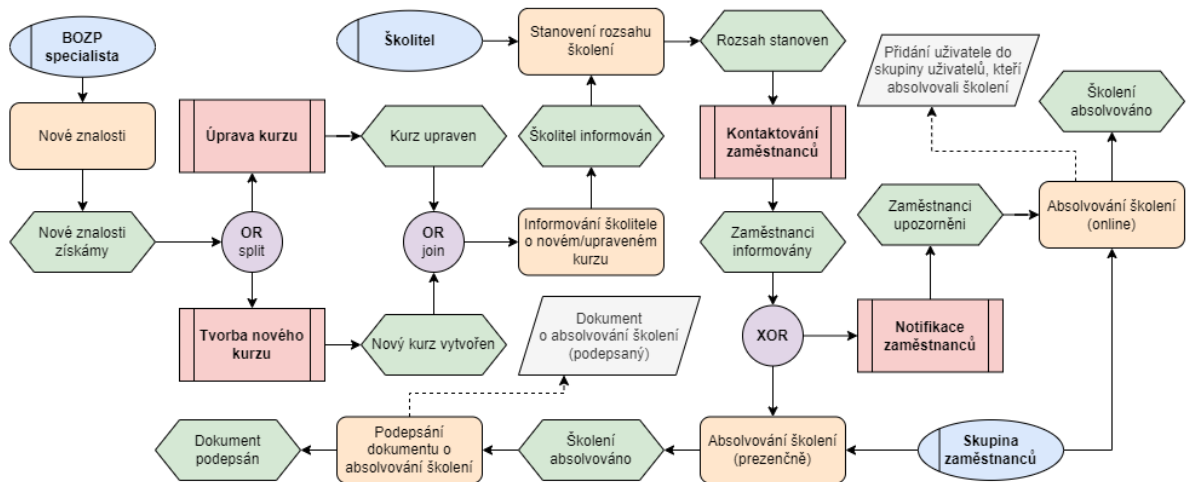 BOZP
specialista
Nové znalosti
Nové znalosti
získámy
OR
split
Úprava kurzu
Tvorba nového
kurzu
Kurz upraven
Nový kurz vytvořen
OR
join
Informování školitele
o novém/upraveném
kurzu
Školitel informován
Školitel
Stanovení rozsahu
školení
Rozsah stanoven
Kontaktování
zaměstnanců
Zaměstnanci
informovány
XOR
Notifikace
zaměstnanců
Zaměstnanci
upozorněni
Absolvování školení
(online)
Přidání uživatele do
skupiny uživatelů, kteří
absolvovali školení
Školení
absolvováno
Skupina
zaměstnanců
Absolvování školení
(prezenčně)
Školení
absolvováno
Podepsání
dokumentu o
absolvování školení
Dokument
o absolvování školení
(podepsaný)
Dokument
podepsán